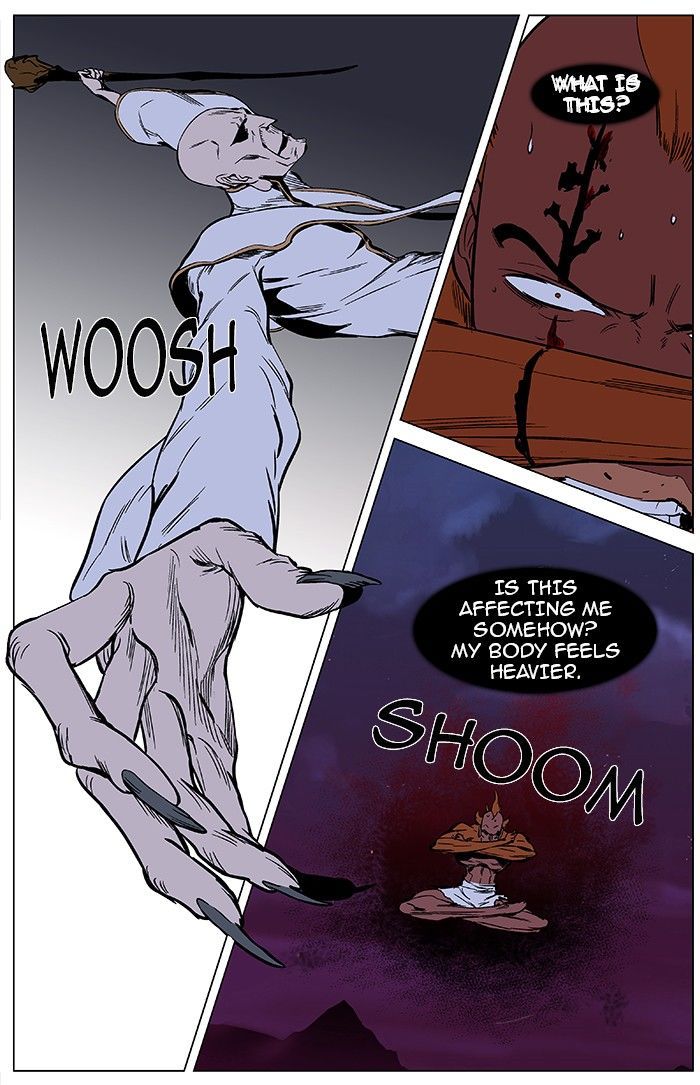 WOOSH
WHAT IS
THIS?
IS THIS
AFFECTING ME
SOMEHOW?
MY BODY FEELS
HEAVIER.
SHOOM